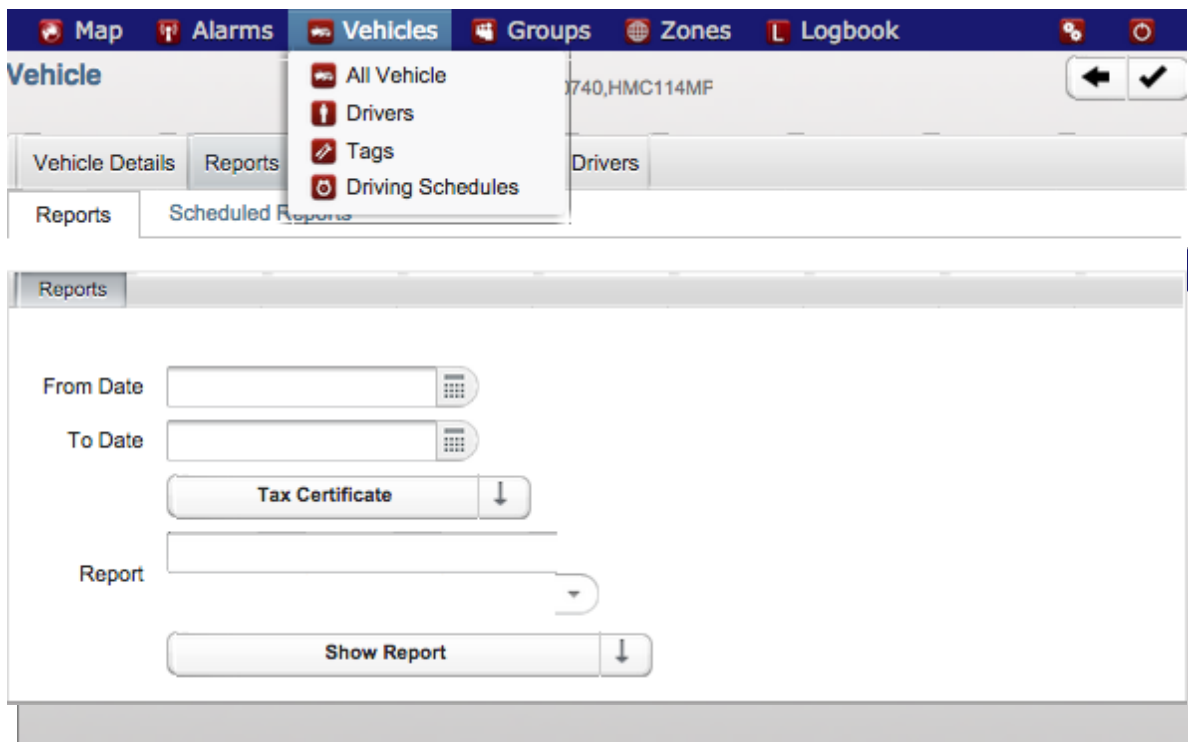 Map Alarms Vehicles Groups Zones L Logbook
Vehicle
All Vehicle
Drivers
Tags
Driving Schedules
0740,HMC114MF
Vehicle Details Reports Drivers
Reports Scheduled Reports
Reports
From Date
To Date
Tax Certificate
Report
Show Report